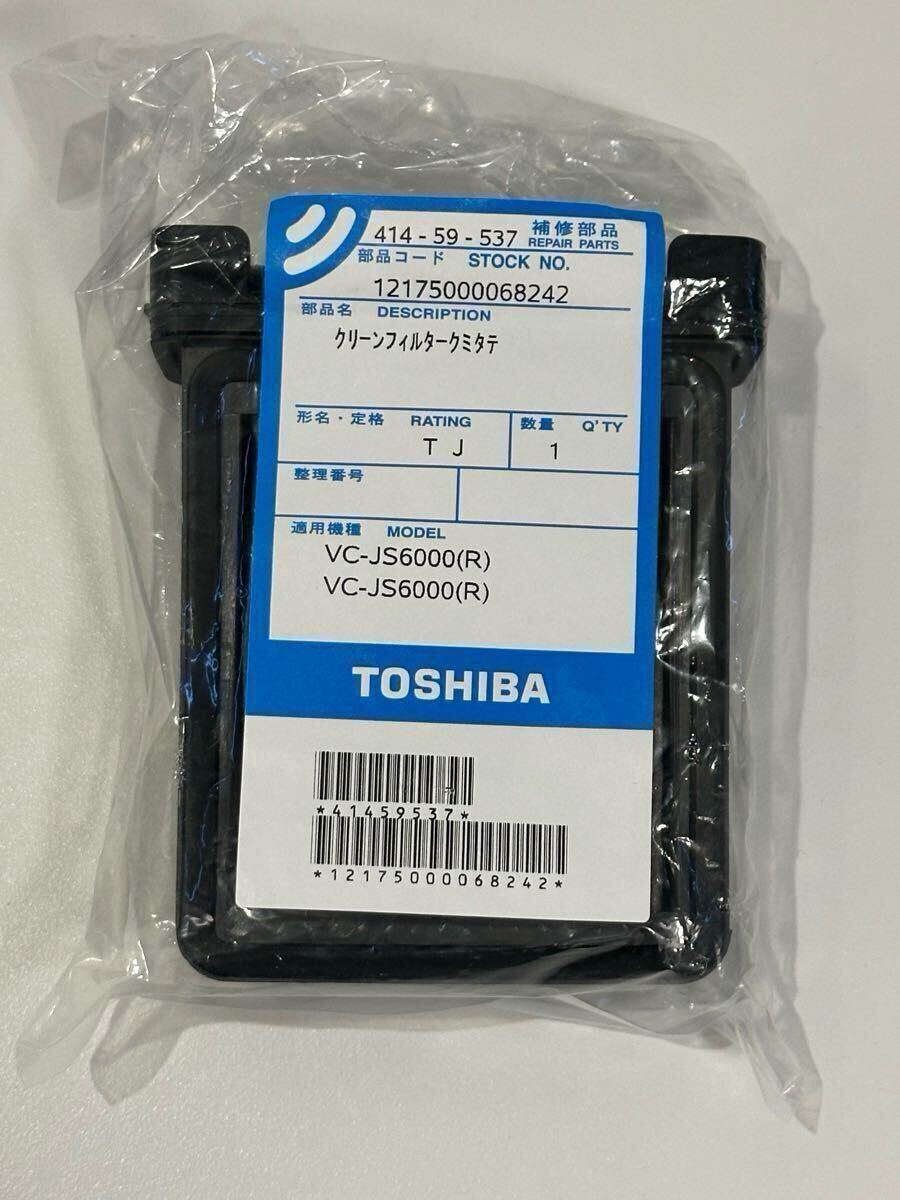 414-59-537 補修部品
REPAIR PARTS
部品コード STOCK NO.
12175000068242
部品名 DESCRIPTION
クリーンフィルタークミタテ
形名・定格 RATING 数量 Q'TY
T J 1
整理番号
適用機種 MODEL
VC-JS6000(R)
VC-JS6000(R)
TOSHIBA
*41459537*
*12175000068242*